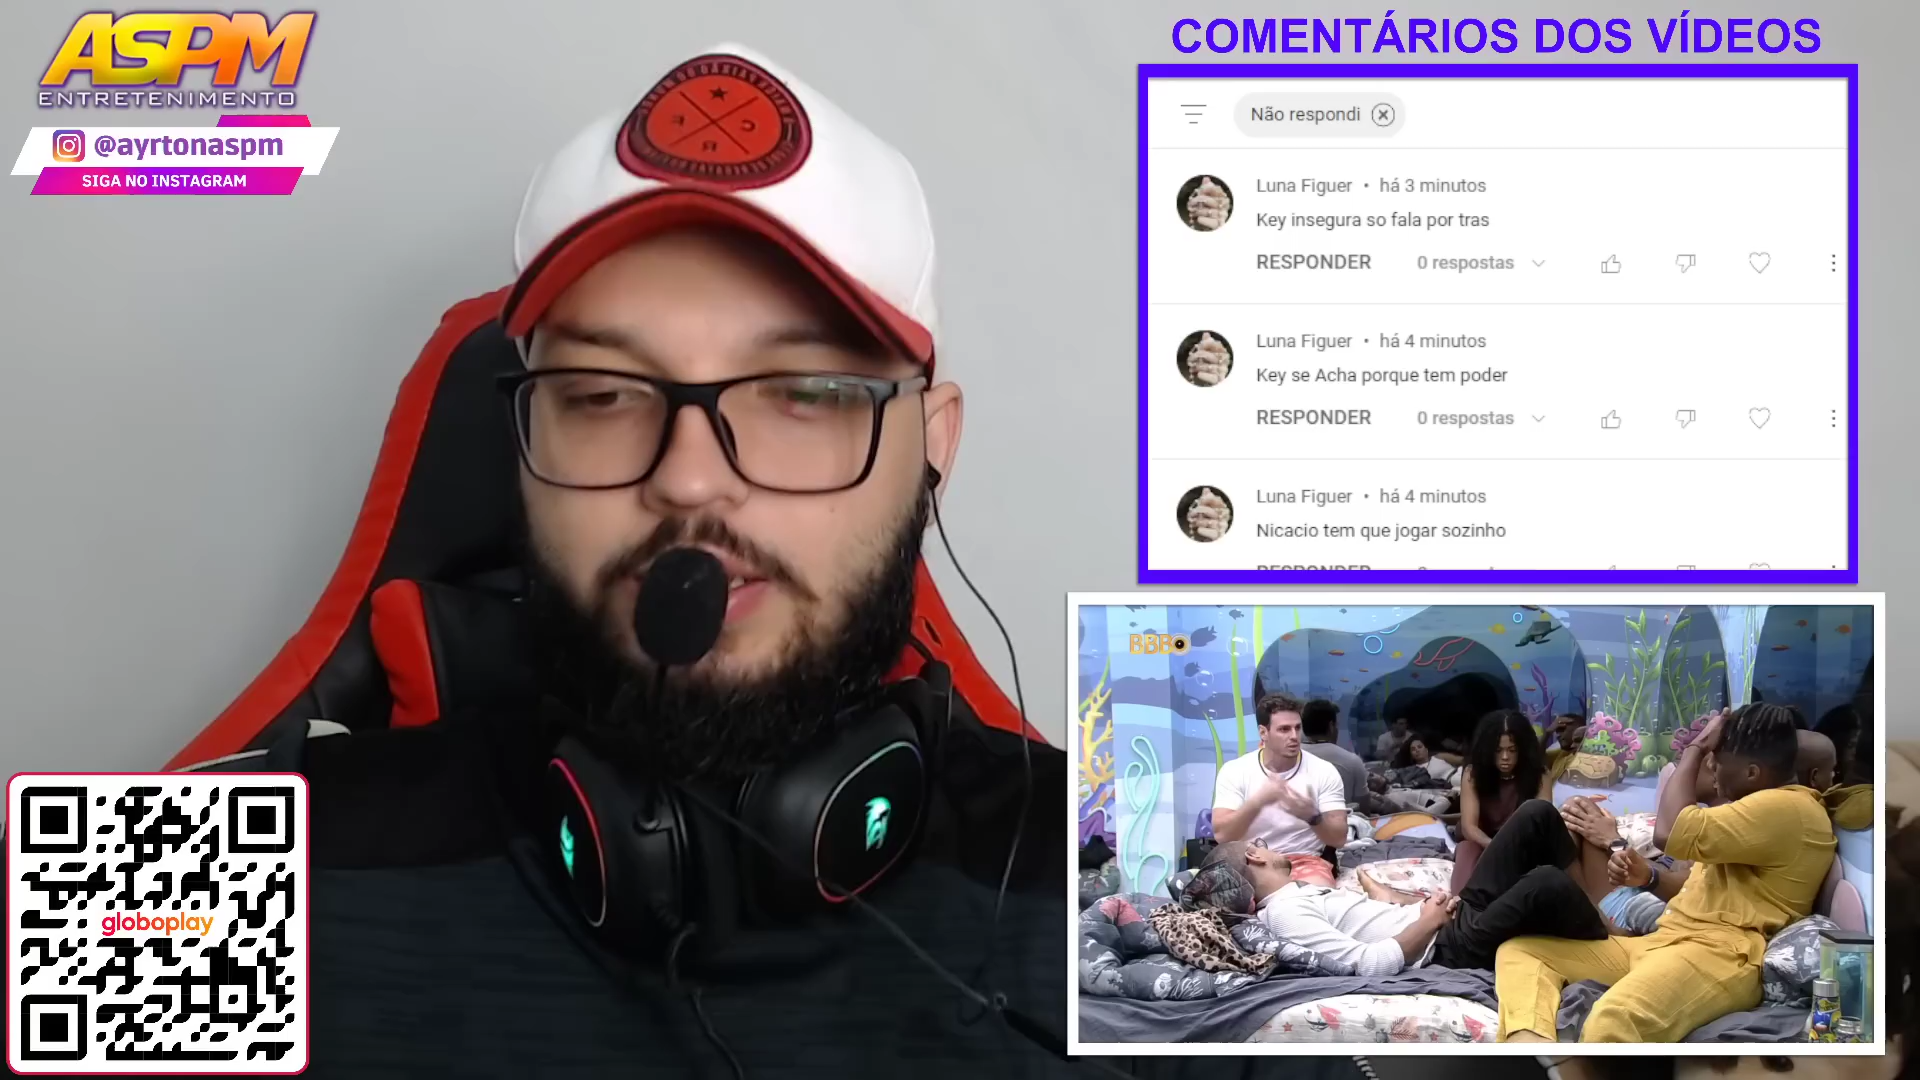 ASPM
ENTRETENIMENTO
@ayrtonaspm
SIGA NO INSTAGRAM
COMENTÁRIOS DOS VÍDEOS
Não respondi
Luna Figuer • há 3 minutos
Key insegura so fala por tras
RESPONDER 0 respostas
Luna Figuer • há 4 minutos
Key se Acha porque tem poder
RESPONDER 0 respostas
Luna Figuer • há 4 minutos
Nicacio tem que jogar sozinho
RESPONDER
BBB
globoplay